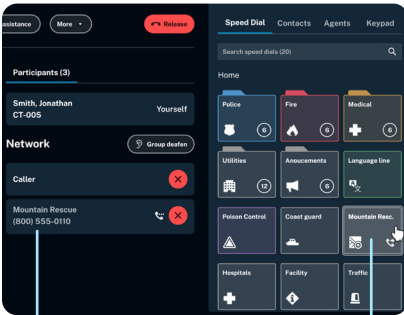 ssistance
More
Release
Participants (3)
Smith, Jonathan
CT-005
Yourself
Network
Group deafen
Caller
Mountain Rescue
(800) 555-0110
Speed Dial
Contacts
Agents
Keypad
Search speed dials (20)
Home
Police
6
Fire
6
Medical
6
Utilities
12
Anoucements
6
Language line
Poison Control
Coast guard
Mountain Resc.
Hospitals
Facility
Traffic